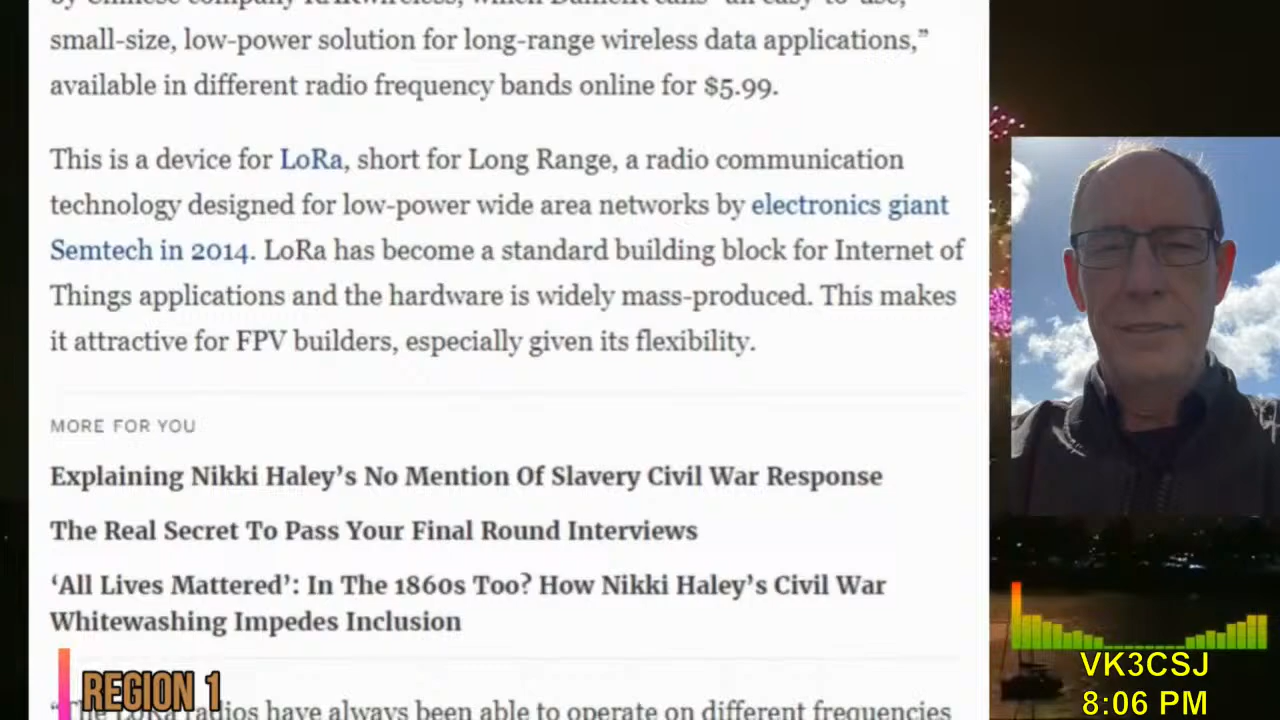 small-size, low-power solution for long-range wireless data applications,”
available in different radio frequency bands online for $5.99.
This is a device for LoRa, short for Long Range, a radio communication
technology designed for low-power wide area networks by electronics giant
Semtech in 2014. LoRa has become a standard building block for Internet of
Things applications and the hardware is widely mass-produced. This makes
it attractive for FPV builders, especially given its flexibility.
MORE FOR YOU
Explaining Nikki Haley’s No Mention Of Slavery Civil War Response
The Real Secret To Pass Your Final Round Interviews
‘All Lives Mattered’: In The 1860s Too? How Nikki Haley’s Civil War
Whitewashing Impedes Inclusion
REGION 1
“The LoRa radios have always been able to operate on different frequencies
VK3CSJ
8:06 PM